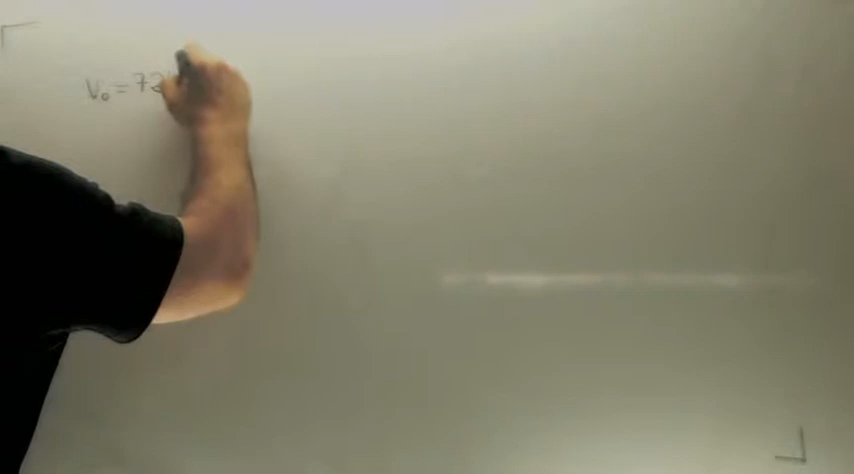 V₀ = 72